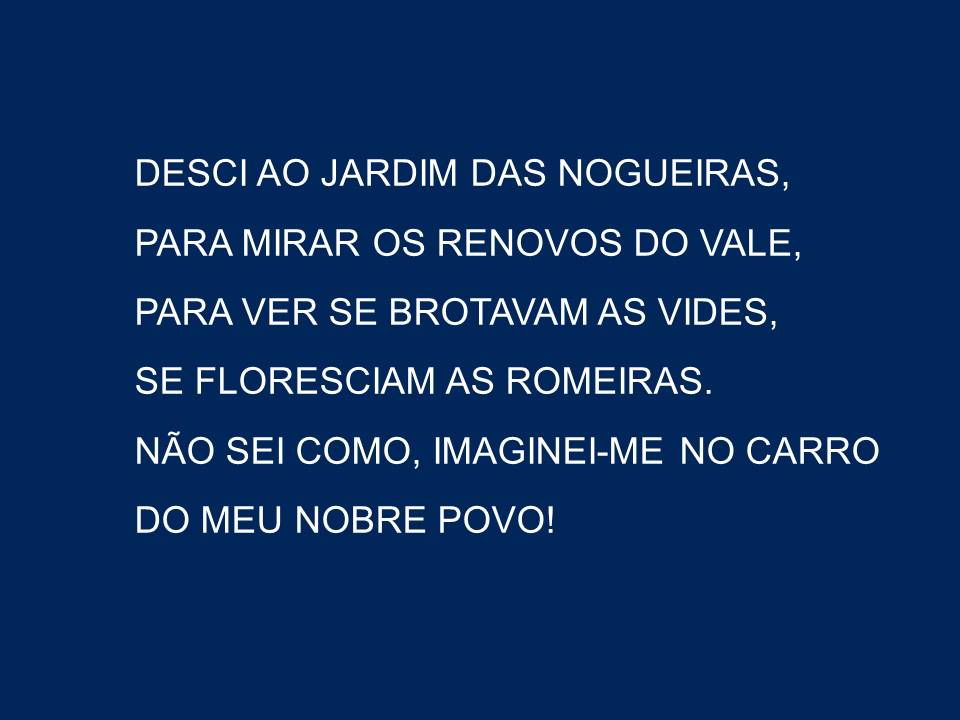 DESCI AO JARDIM DAS NOGUEIRAS,
PARA MIRAR OS RENOVOS DO VALE,
PARA VER SE BROTAVAM AS VIDES,
SE FLORESCIAM AS ROMEIRAS.
NÃO SEI COMO, IMAGINEI-ME NO CARRO
DO MEU NOBRE POVO!